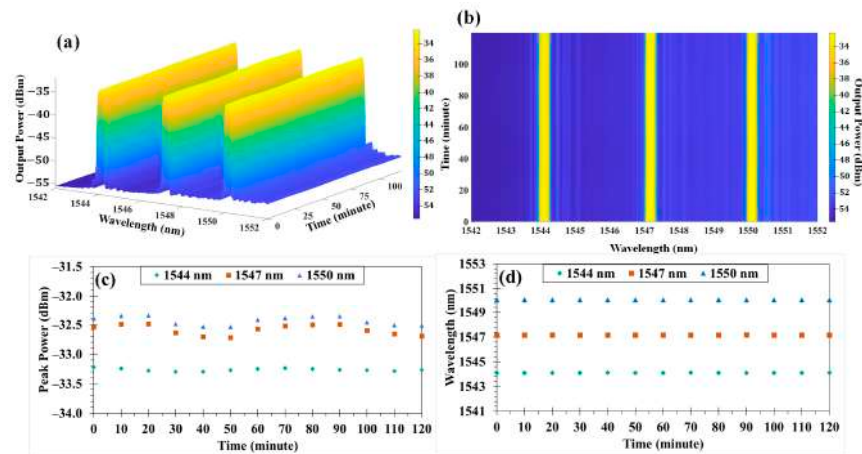 (a)
Output Power (dBm)
−35
−40
−45
−50
−55
1542
1544
1546
1548
1550
1552
Wavelength (nm)
0
25
50
75
100
Time (minute)
34
36
38
40
42
44
46
48
50
52
54
Output Power (dBm)
(b)
Time (minute)
100
80
60
40
20
0
1542 1543 1544 1545 1546 1547 1548 1549 1550 1551 1552
Wavelength (nm)
34
36
38
40
42
44
46
48
50
52
54
Output Power (dBm)
(c)
1544 nm 1547 nm 1550 nm
Peak Power (dBm)
−31.5
−32.0
−32.5
−33.0
−33.5
−34.0
0 10 20 30 40 50 60 70 80 90 100 110 120
Time (minute)
(d)
1544 nm 1547 nm 1550 nm
Wavelength (nm)
1553
1551
1549
1547
1545
1543
1541
0 10 20 30 40 50 60 70 80 90 100 110 120
Time (minute)